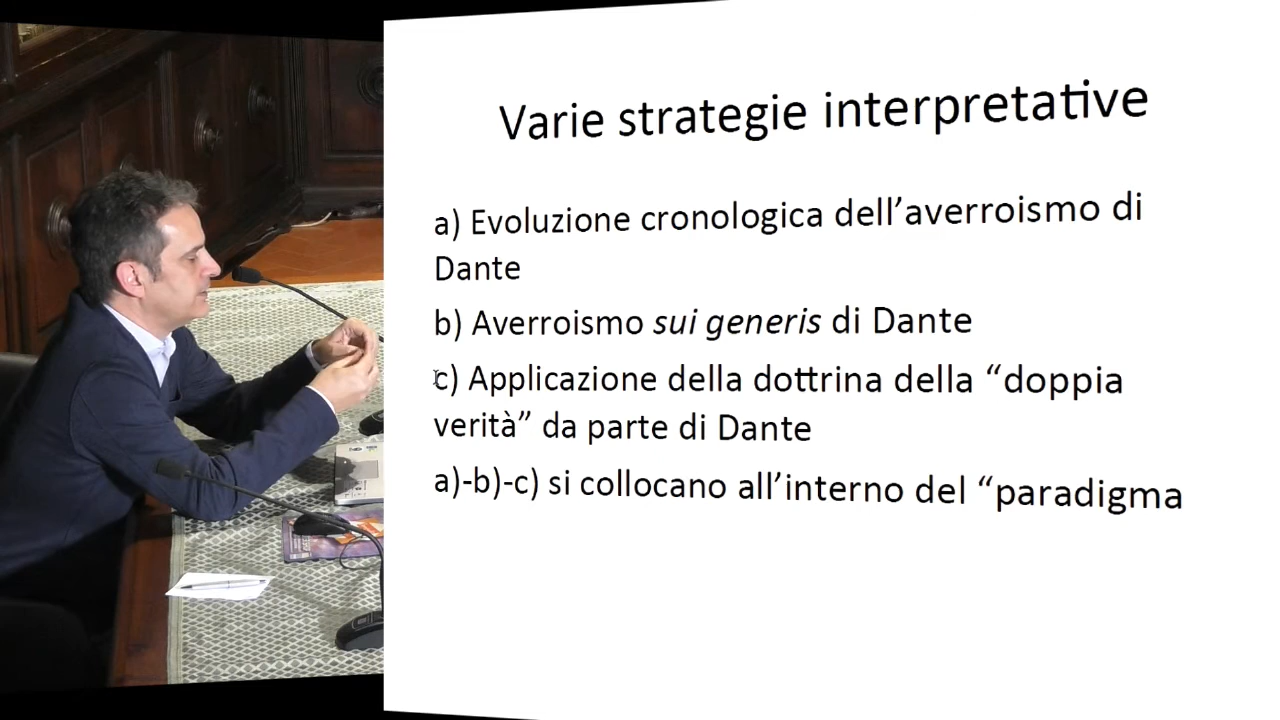 Varie strategie interpretative
a) Evoluzione cronologica dell’averroismo di
Dante
b) Averroismo sui generis di Dante
c) Applicazione della dottrina della “doppia
verità” da parte di Dante
a)-b)-c) si collocano all’interno del “paradigma